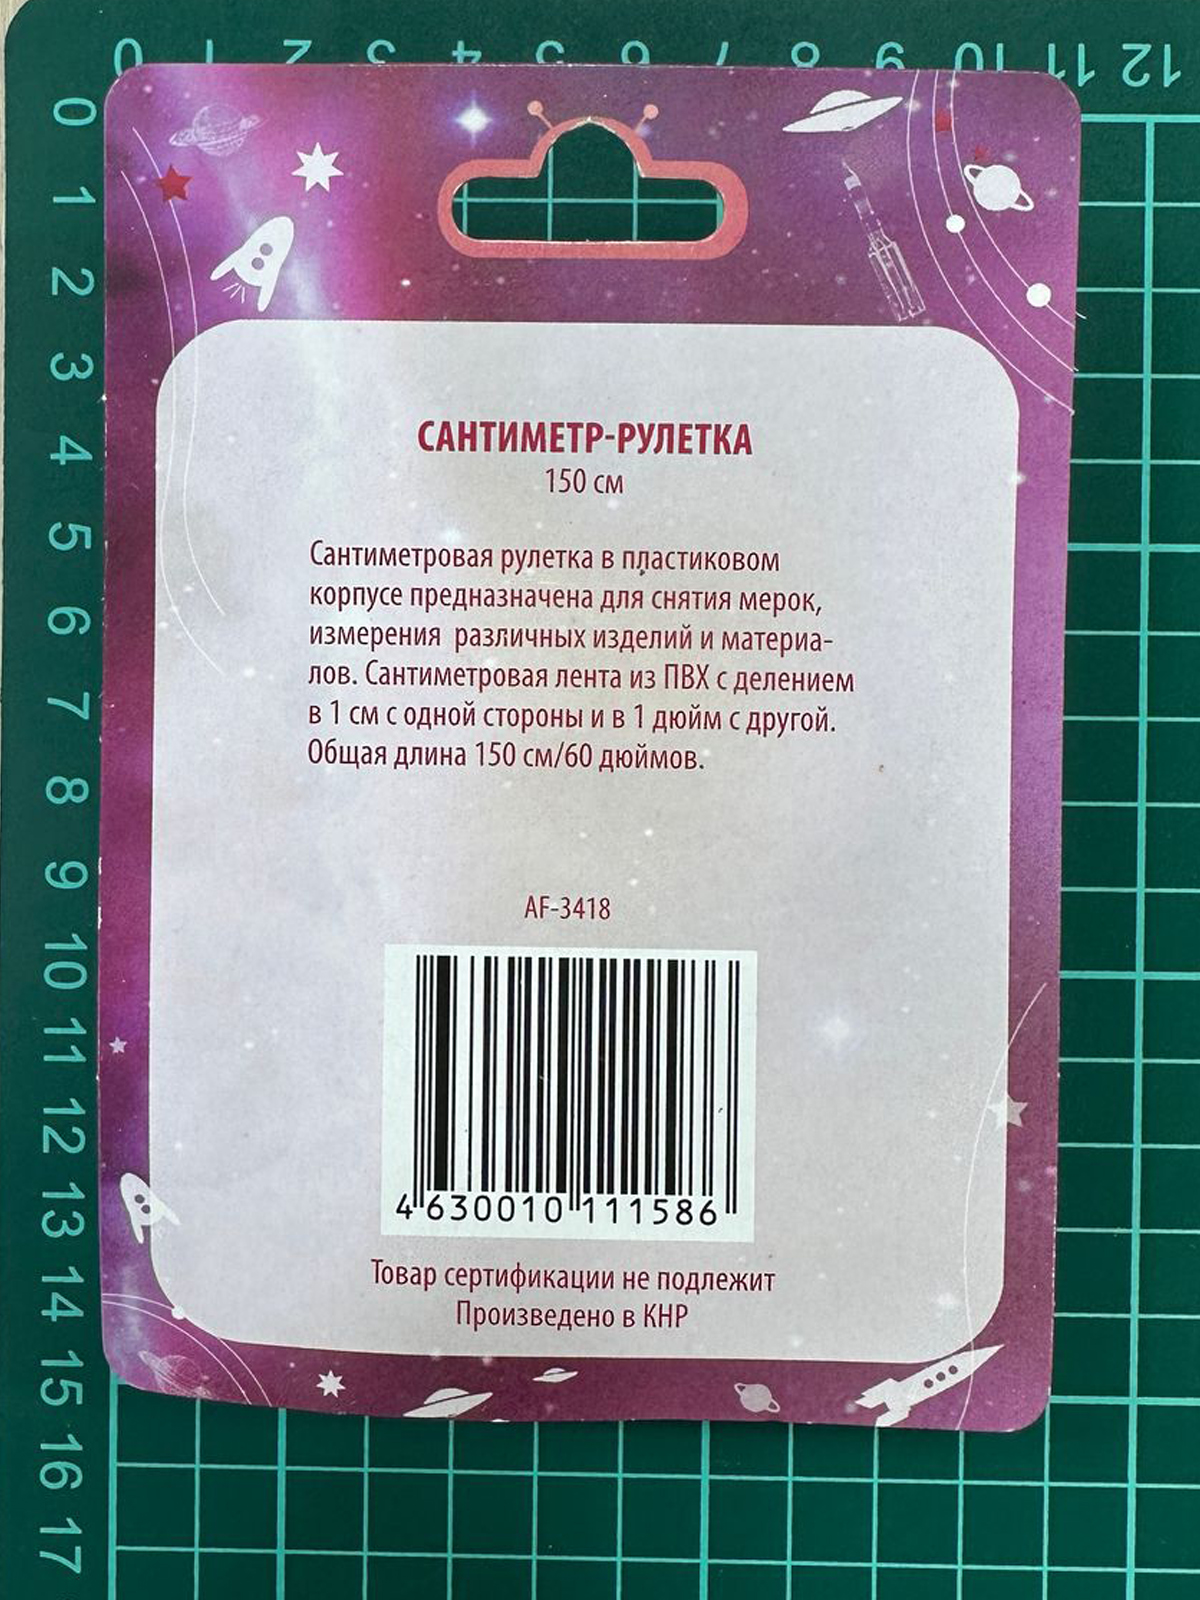 0 1 2 3 4 5 6 7 8 9 10 11 12
0
1
2
3
4
5
6
7
8
9
10
11
12
13
14
15
16
17
САНТИМЕТР-РУЛЕТКА
150 см
Сантиметровая рулетка в пластиковом
корпусе предназначена для снятия мерок,
измерения различных изделий и материа-
лов. Сантиметровая лента из ПВХ с делением
в 1 см с одной стороны и в 1 дюйм с другой.
Общая длина 150 см/60 дюймов.
AF-3418
4 630010 111586
Товар сертификации не подлежит
Произведено в КНР